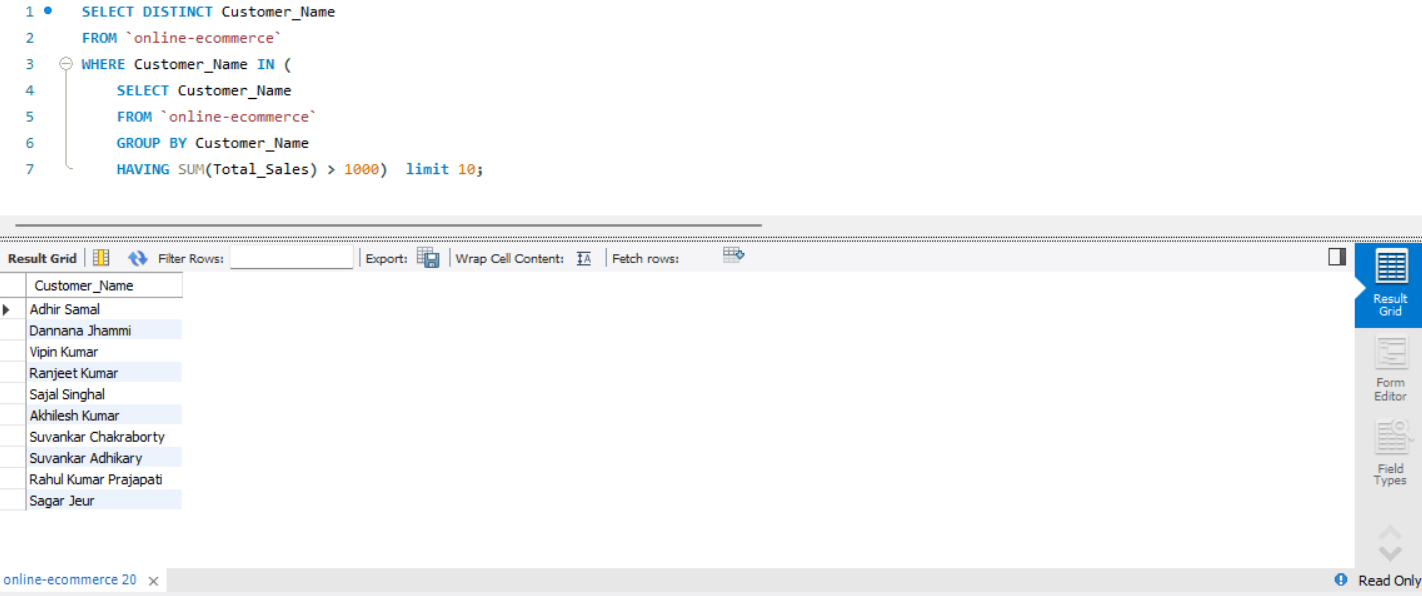 1 SELECT DISTINCT Customer_Name
2 FROM `online-ecommerce`
3 WHERE Customer_Name IN (
4 SELECT Customer_Name
5 FROM `online-ecommerce`
6 GROUP BY Customer_Name
7 HAVING SUM(Total_Sales) > 1000)  limit 10;
Result Grid Filter Rows: Export: Wrap Cell Content: IA Fetch rows:
Customer_Name
Adhir Samal
Dannana Jhammi
Vipin Kumar
Ranjeet Kumar
Sajal Singhal
Akhilesh Kumar
Suvankar Chakraborty
Suvankar Adhikary
Rahul Kumar Prajapati
Sagar Jeur
Result
Grid
Form
Editor
Field
Types
online-ecommerce 20 Read Only